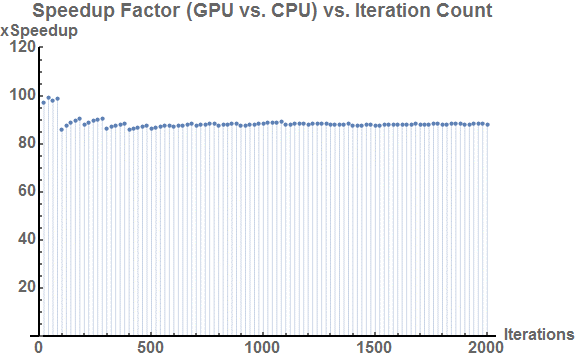 Speedup Factor (GPU vs. CPU) vs. Iteration Count
xSpeedup
120
100
80
60
40
20
0 500 1000 1500 2000 Iterations